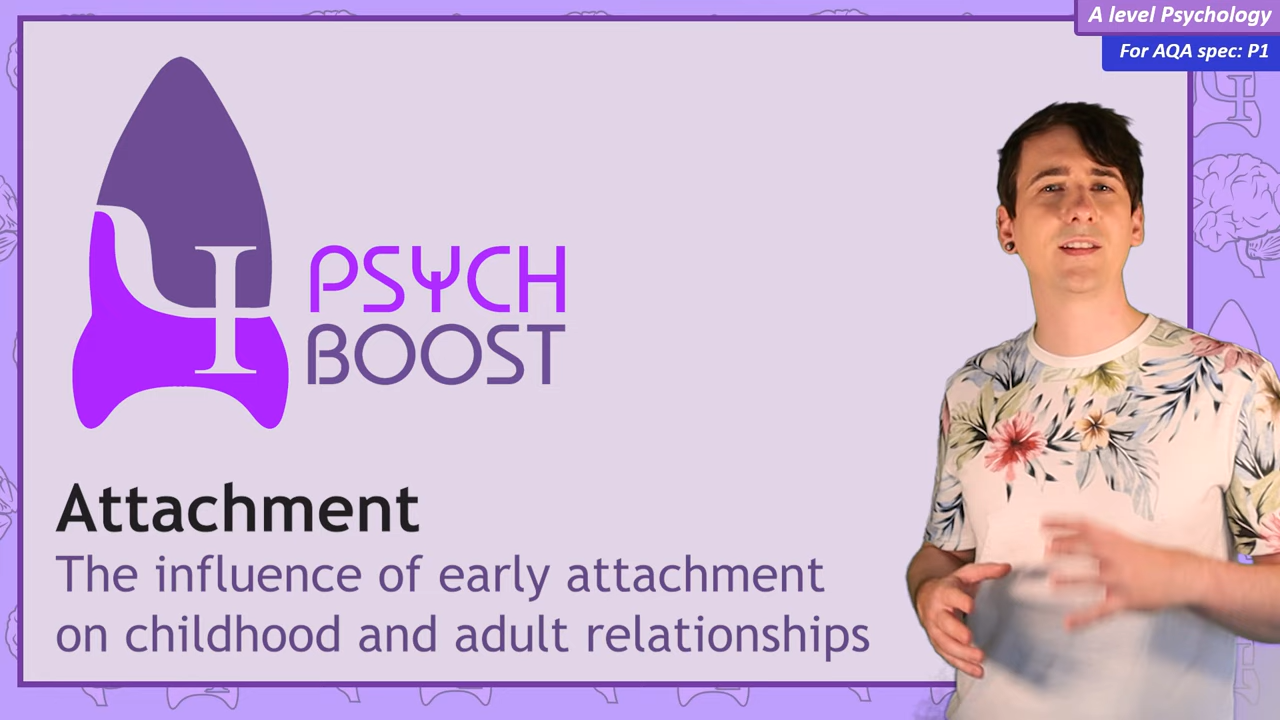 A level Psychology
For AQA spec: P1
PSYCH
BOOST
Attachment
The influence of early attachment
on childhood and adult relationships